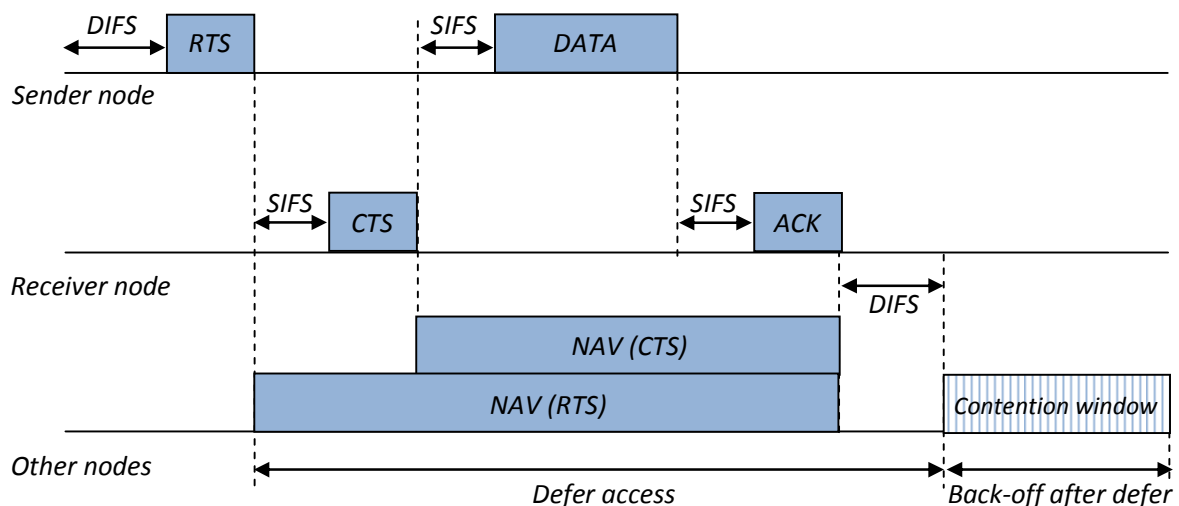 DIFS
RTS
SIFS
DATA
Sender node
SIFS
CTS
SIFS
ACK
Receiver node
DIFS
NAV (CTS)
NAV (RTS)
Contention window
Other nodes
Defer access
Back-off after defer